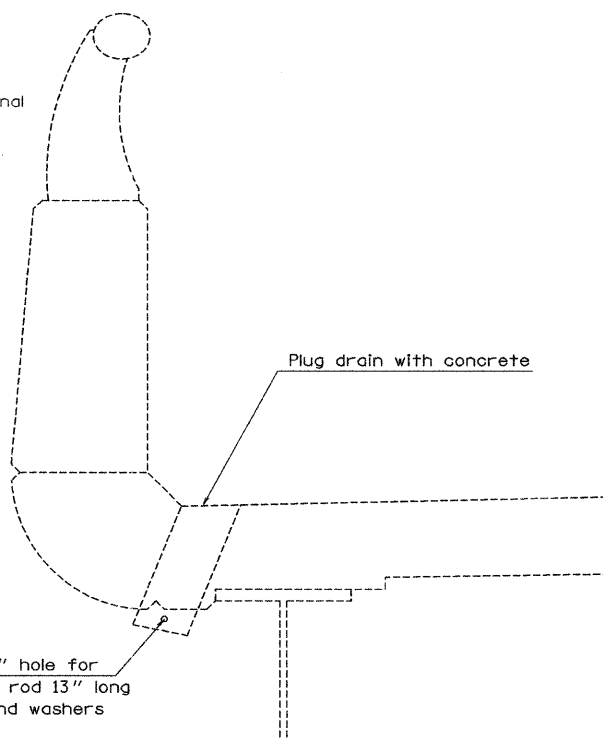 nal
Plug drain with concrete
" hole for
rod 13" long
nd washers